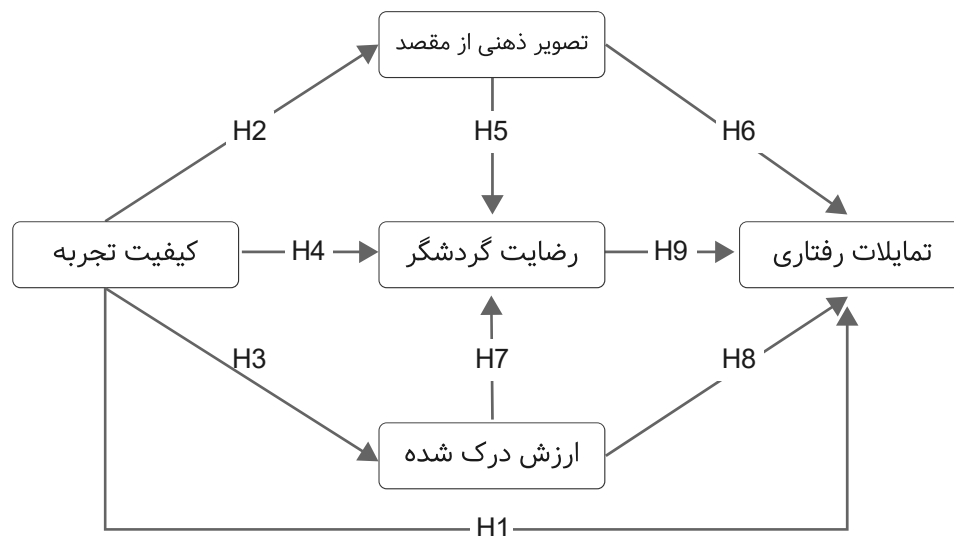 تصویر ذهنی از مقصد
H2
H5
H6
کیفیت تجربه
H4
رضایت گردشگر
H9
تمایلات رفتاری
H3
H7
H8
ارزش درک شده
H1